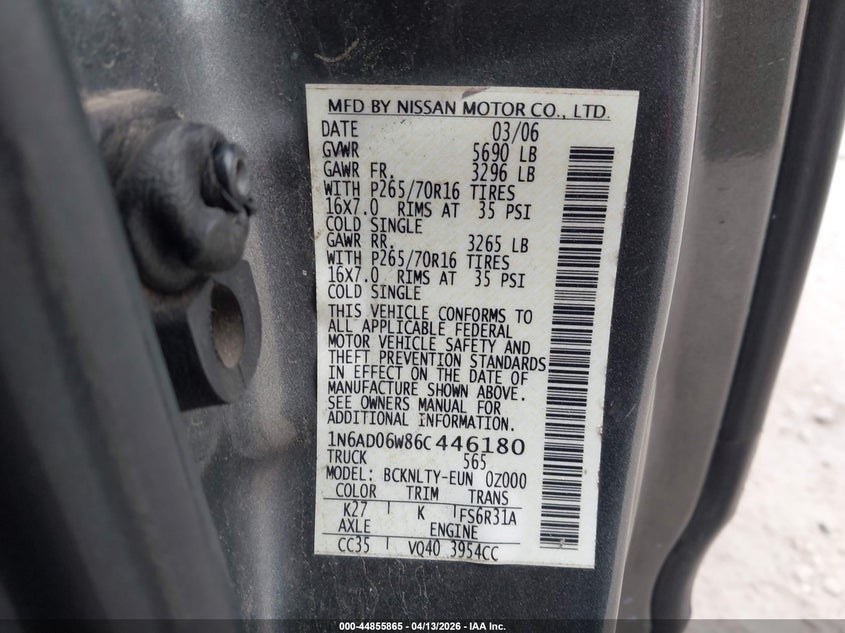 MFD BY NISSAN MOTOR CO., LTD.
DATE 03/06
GVWR 5690 LB
GAWR FR. 3296 LB
WITH P265/70R16 TIRES
16X7.0 RIMS AT 35 PSI
COLD SINGLE
GAWR RR. 3265 LB
WITH P265/70R16 TIRES
16X7.0 RIMS AT 35 PSI
COLD SINGLE
THIS VEHICLE CONFORMS TO
ALL APPLICABLE FEDERAL
MOTOR VEHICLE SAFETY AND
THEFT PREVENTION STANDARDS
IN EFFECT ON THE DATE OF
MANUFACTURE SHOWN ABOVE.
SEE OWNERS MANUAL FOR
ADDITIONAL INFORMATION.
1N6AD06W86C446180
TRUCK 565
MODEL: BCKNLTY-EUN 0Z000
COLOR TRIM TRANS
K27 K FS6R31A
AXLE ENGINE
CC35 VQ40 3954CC
000-44855865 | 04/13/2026 | IAA Inc.